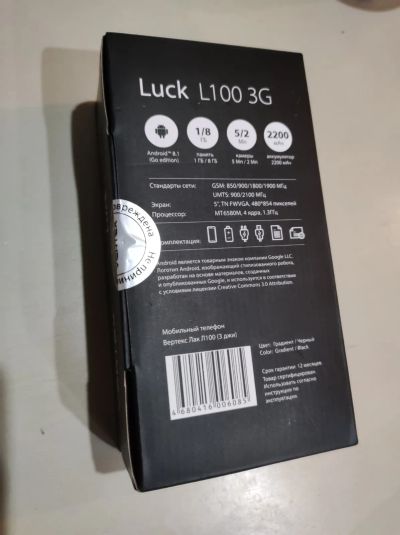 Luck L100 3G
1/8
ГБ
5/2
Мп
2200
мАч
Android™ 8.1
(Go edition)
память
1 ГБ / 8 ГБ
камеры
5 Мп / 2 Мп
аккумулятор
2200 мАч
Стандарты сети: GSM: 850/900/1800/1900 МГц
UMTS: 900/2100 МГц
Экран: 5", TN FWVGA, 480*854 пикселей
Процессор: MT6580M, 4 ядра, 1.3ГГц
Комплектация:
Android является товарным знаком компании Google LLC.
Логотип Android, изображающий стилизованного робота,
разработан на основе материалов, созданных
и опубликованных Google, и используется в соответствии
с условиями лицензии Creative Commons 3.0 Attribution.
Не прини
Мобильный телефон
Вертекс Лак Л100 (3 джи)
Цвет: Градиент / Черный
Color: Gradient / Black
Срок гарантии: 12 месяцев.
Товар сертифицирован.
Использовать согласно
инструкции по
эксплуатации.
4 680416 006085